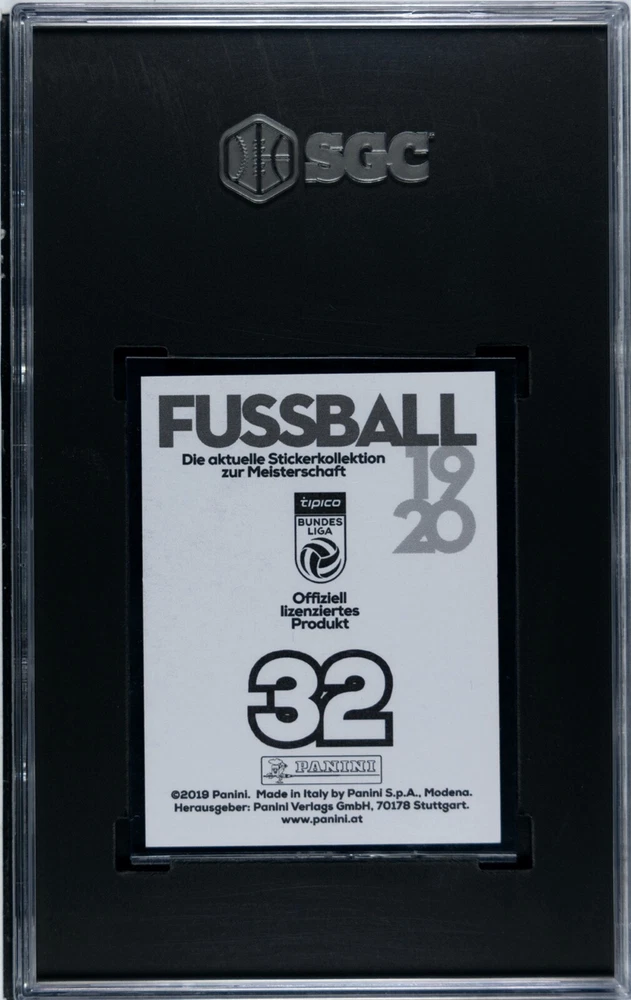 SGC
FUSSBALL
Die aktuelle Stickerkollektion
zur Meisterschaft
19
20
tipico
BUNDES
LIGA
Offiziell
lizenziertes
Produkt
32
PANINI
©2019 Panini. Made in Italy by Panini S.p.A., Modena.
Herausgeber: Panini Verlags GmbH, 70178 Stuttgart.
www.panini.at